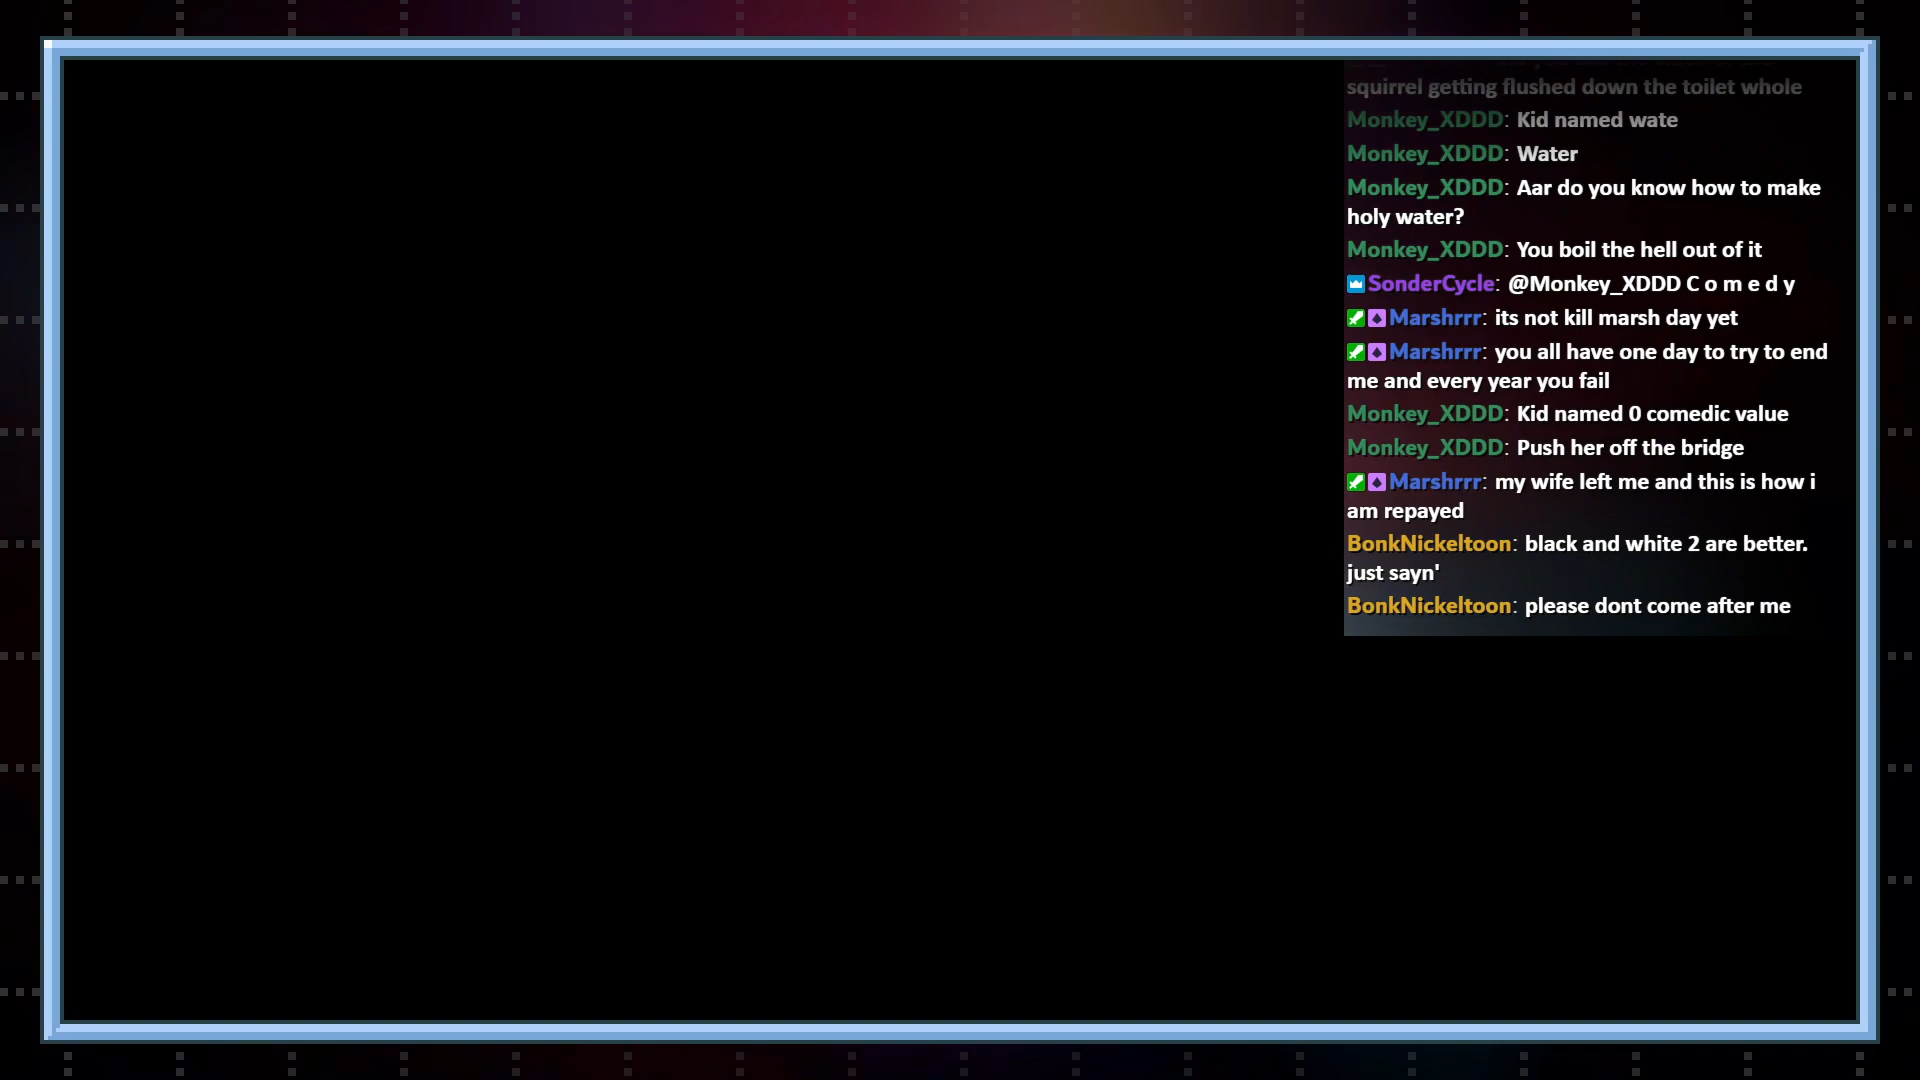 squirrel getting flushed down the toilet whole
Monkey_XDDD: Kid named wate
Monkey_XDDD: Water
Monkey_XDDD: Aar do you know how to make
holy water?
Monkey_XDDD: You boil the hell out of it
SonderCycle: @Monkey_XDDD C o m e d y
Marshrrr: its not kill marsh day yet
Marshrrr: you all have one day to try to end
me and every year you fail
Monkey_XDDD: Kid named 0 comedic value
Monkey_XDDD: Push her off the bridge
Marshrrr: my wife left me and this is how i
am repayed
BonkNickeltoon: black and white 2 are better.
just sayn'
BonkNickeltoon: please dont come after me